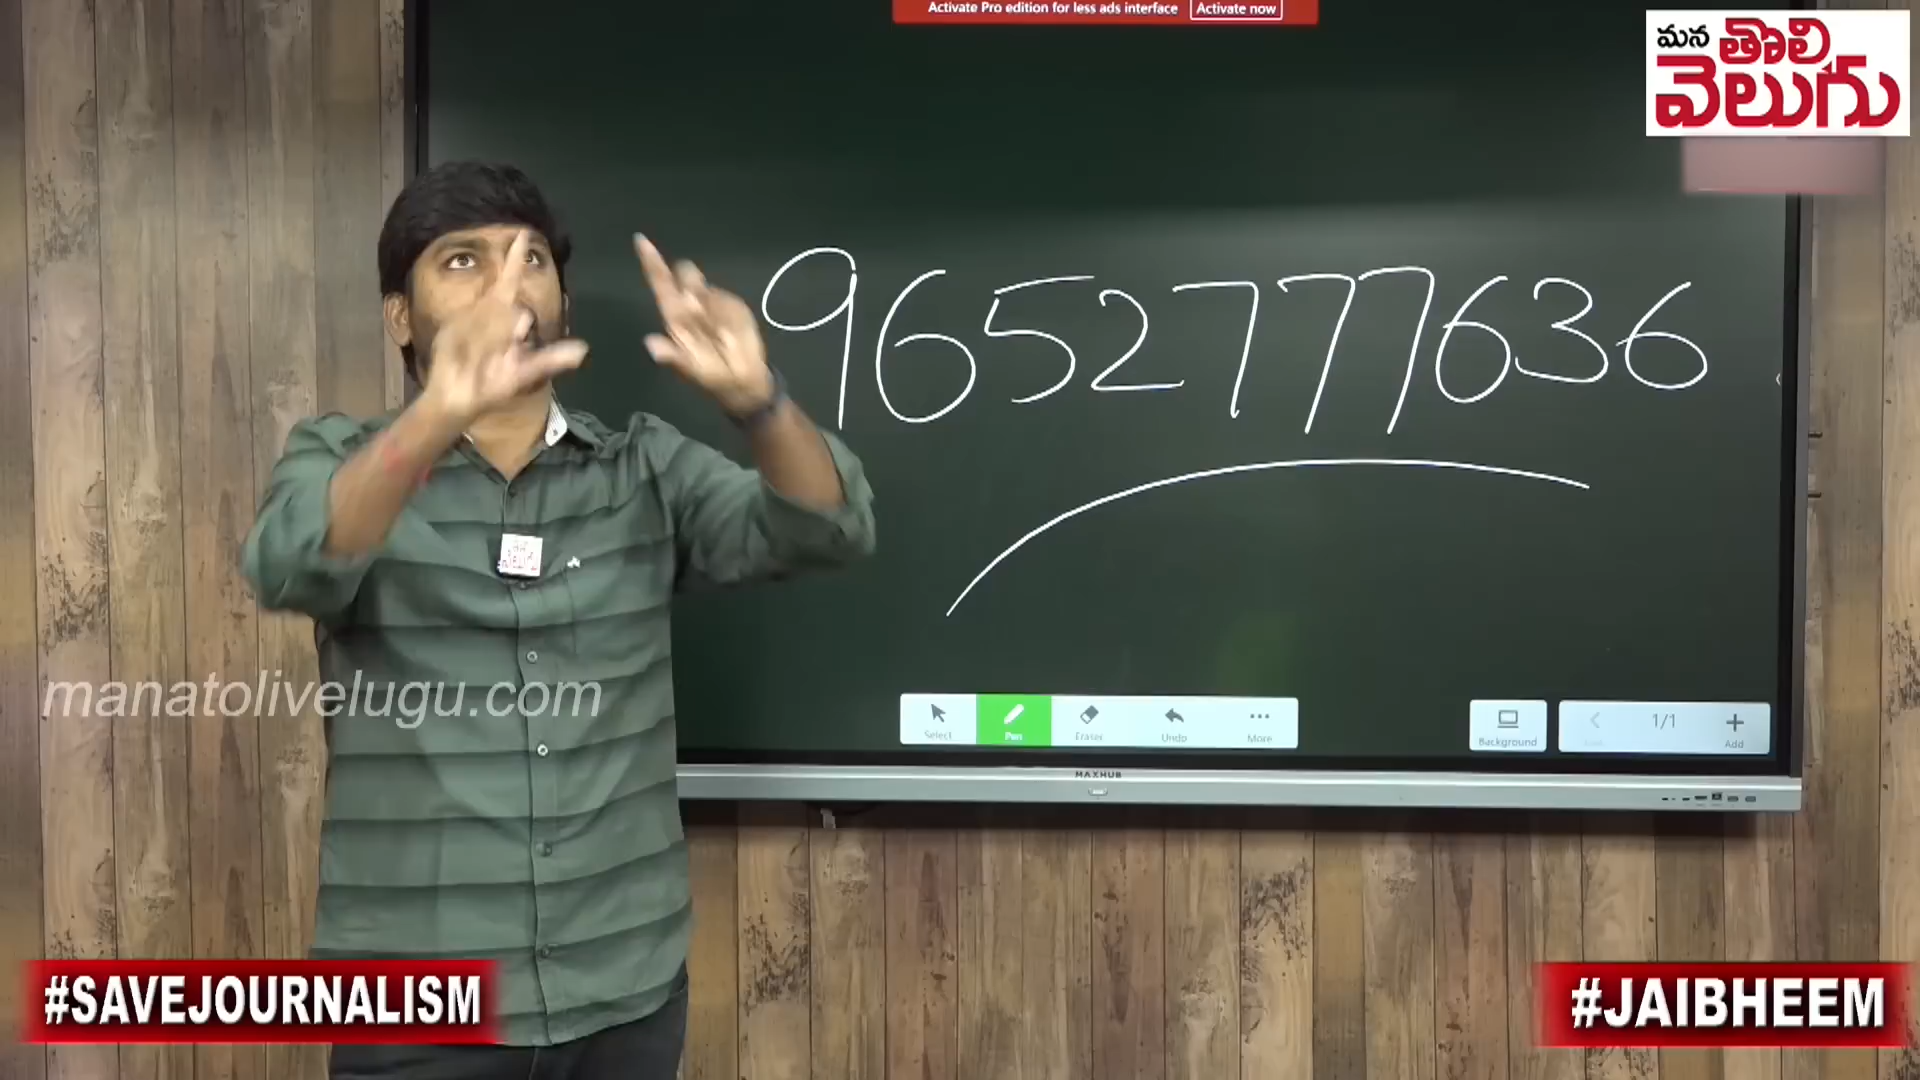 Activate Pro edition for less ads interface Activate now
మన
తొలి
వెలుగు
9652777636
manatolivelugu.com
Select Pen Eraser Undo More
Background
1/1
Add
MAXHUB
#SAVEJOURNALISM
#JAIBHEEM